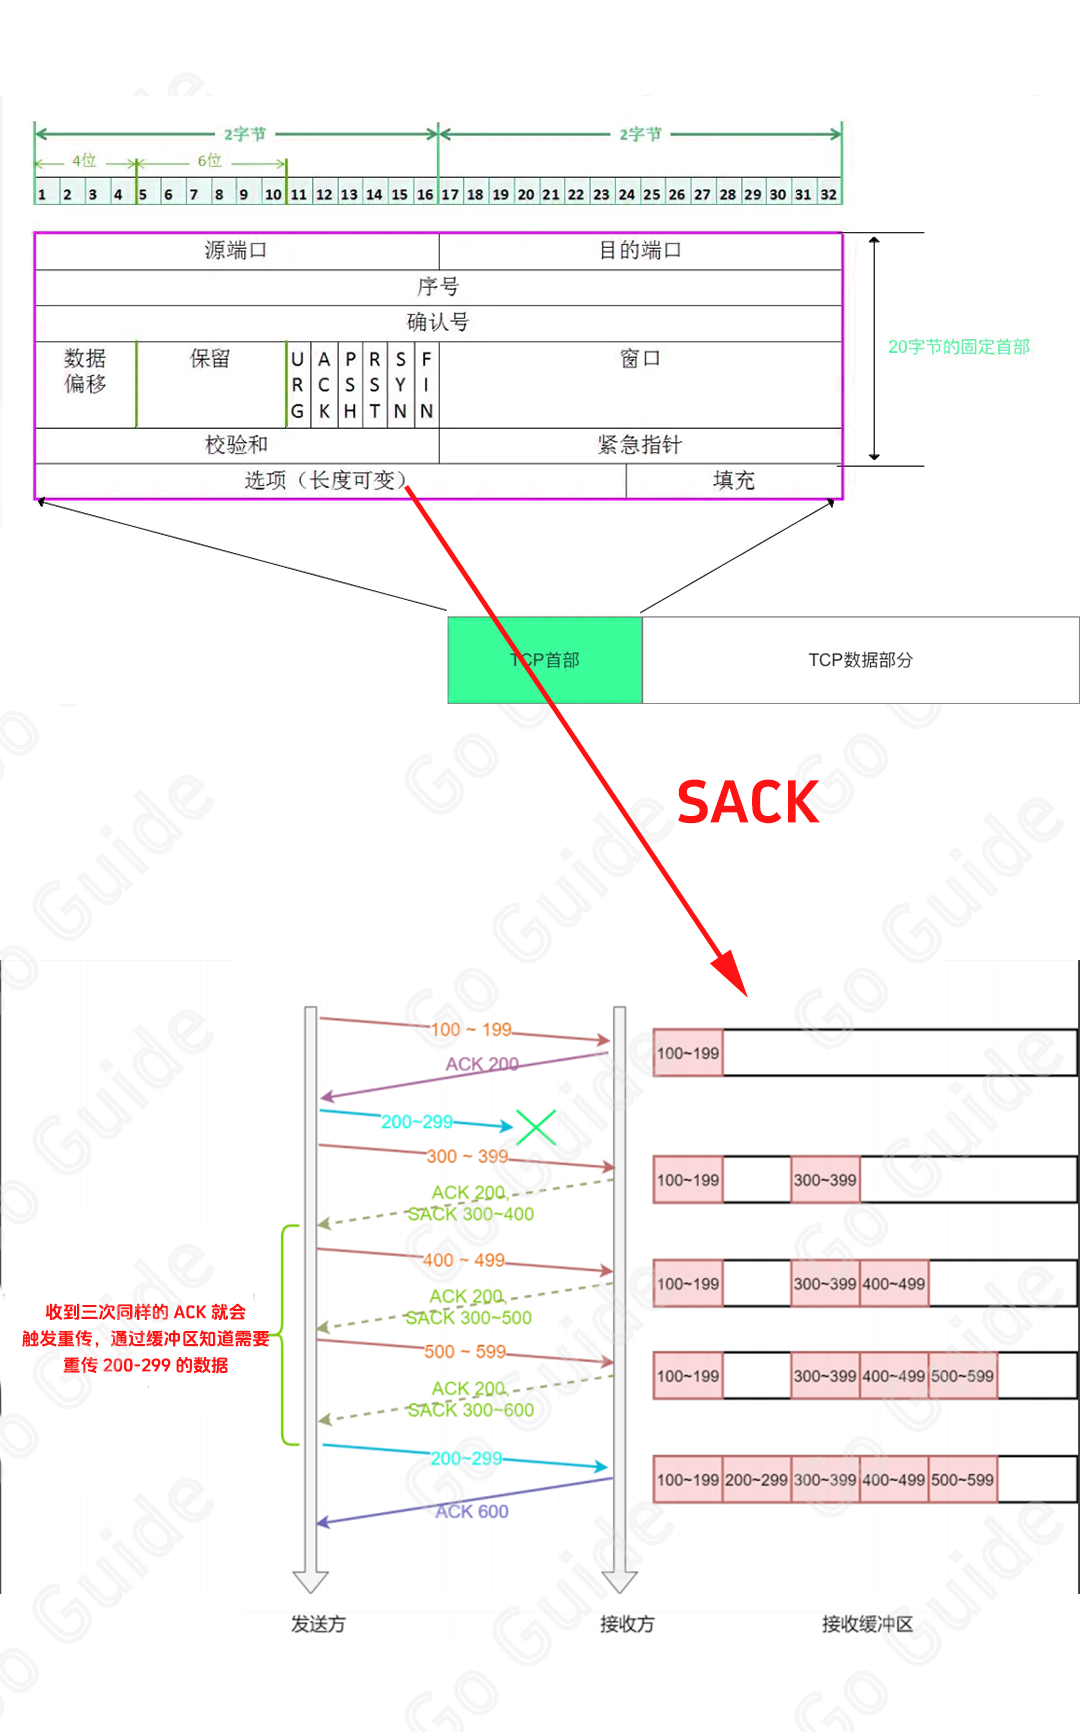 2字节 2字节
4位 6位
1 2 3 4 5 6 7 8 9 10 11 12 13 14 15 16 17 18 19 20 21 22 23 24 25 26 27 28 29 30 31 32
源端口 目的端口
序号
确认号
数据偏移 保留 URG ACK PSH RST SYN FIN 窗口
20字节的固定首部
校验和 紧急指针
选项（长度可变） 填充
TCP首部 TCP数据部分
SACK
100 ~ 199
100~199
ACK 200
200~299
300 ~ 399
100~199 300~399
ACK 200,
SACK 300~400
400 ~ 499
100~199 300~399 400~499
ACK 200,
SACK 300~500
收到三次同样的 ACK 就会
触发重传，通过缓冲区知道需要
重传 200-299 的数据
500 ~ 599
100~199 300~399 400~499 500~599
ACK 200,
SACK 300~600
200~299
100~199 200~299 300~399 400~499 500~599
ACK 600
发送方 接收方 接收缓冲区
Go Guide